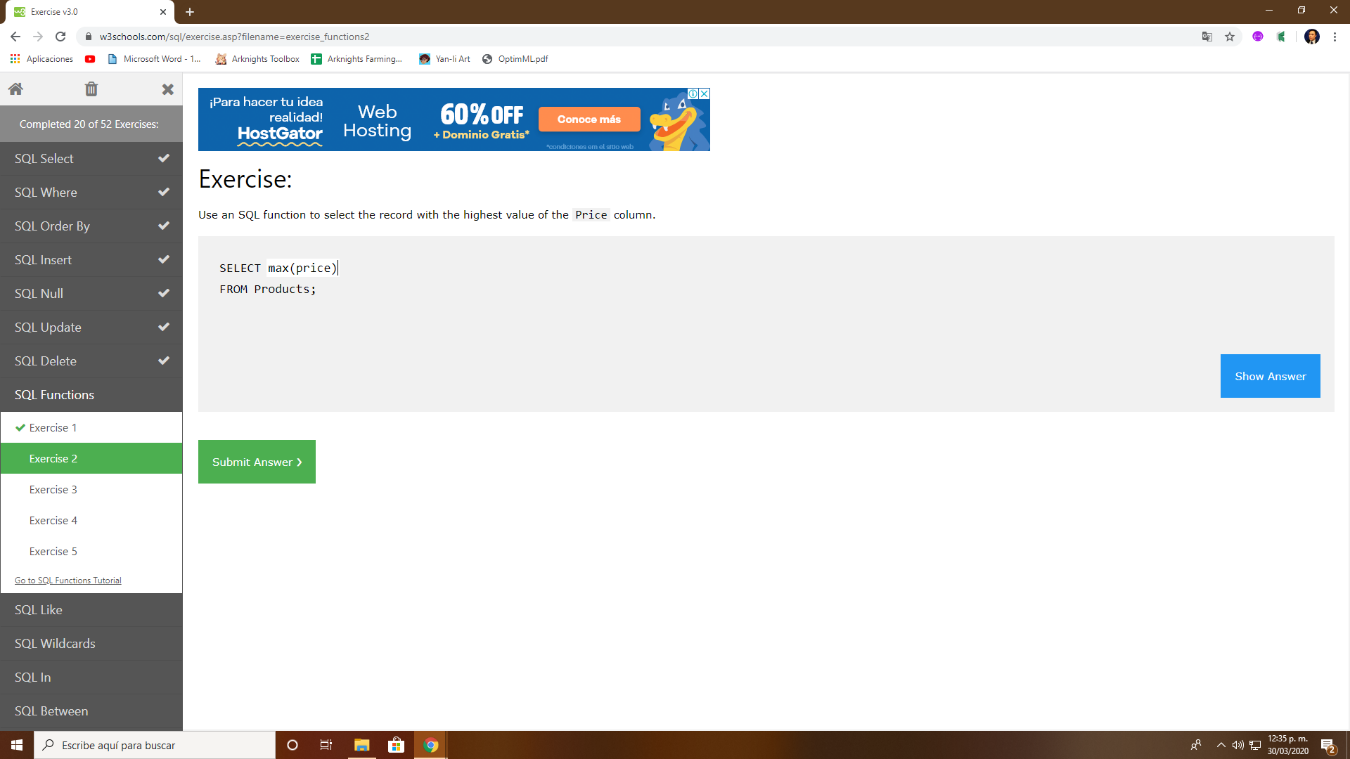 Exercise v3.0
w3schools.com/sql/exercise.asp?filename=exercise_functions2
Aplicaciones
Microsoft Word - 1...
Arknights Toolbox
Arknights Farming...
Yan-li Art
OptimML.pdf
Completed 20 of 52 Exercises:
SQL Select
SQL Where
SQL Order By
SQL Insert
SQL Null
SQL Update
SQL Delete
SQL Functions
Exercise 1
Exercise 2
Exercise 3
Exercise 4
Exercise 5
Go to SQL Functions Tutorial
SQL Like
SQL Wildcards
SQL In
SQL Between
¡Para hacer tu idea
realidad!
HostGator
Web
Hosting
60% OFF
+ Dominio Gratis*
Conoce más
*condiciones en el sitio web
Exercise:
Use an SQL function to select the record with the highest value of the Price column.
SELECT max(price)
FROM Products;
Show Answer
Submit Answer ❯
Escribe aquí para buscar
12:35 p. m.
30/03/2020
2